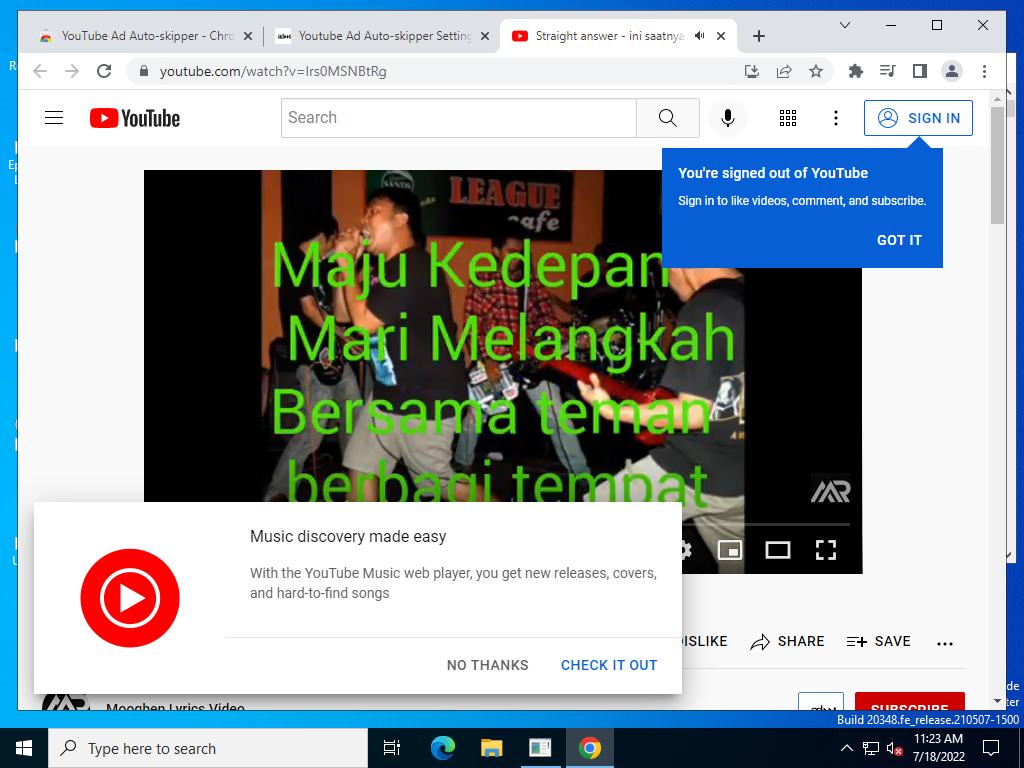 YouTube Ad Auto-skipper - Chro
Youtube Ad Auto-skipper Setting
Straight answer - ini saatnya
youtube.com/watch?v=Irs0MSNBtRg
YouTube
Search
SIGN IN
You're signed out of YouTube
Sign in to like videos, comment, and subscribe.
GOT IT
LEAGUE
cafe
Maju Kedepan
Mari Melangkah
Bersama teman
berbagi tempat
Music discovery made easy
With the YouTube Music web player, you get new releases, covers,
and hard-to-find songs
NO THANKS
CHECK IT OUT
DISLIKE
SHARE
SAVE
Mooghen Lyrics Video
SUBSCRIBE
Build 20348.fe_release.210507-1500
Type here to search
11:23 AM
7/18/2022